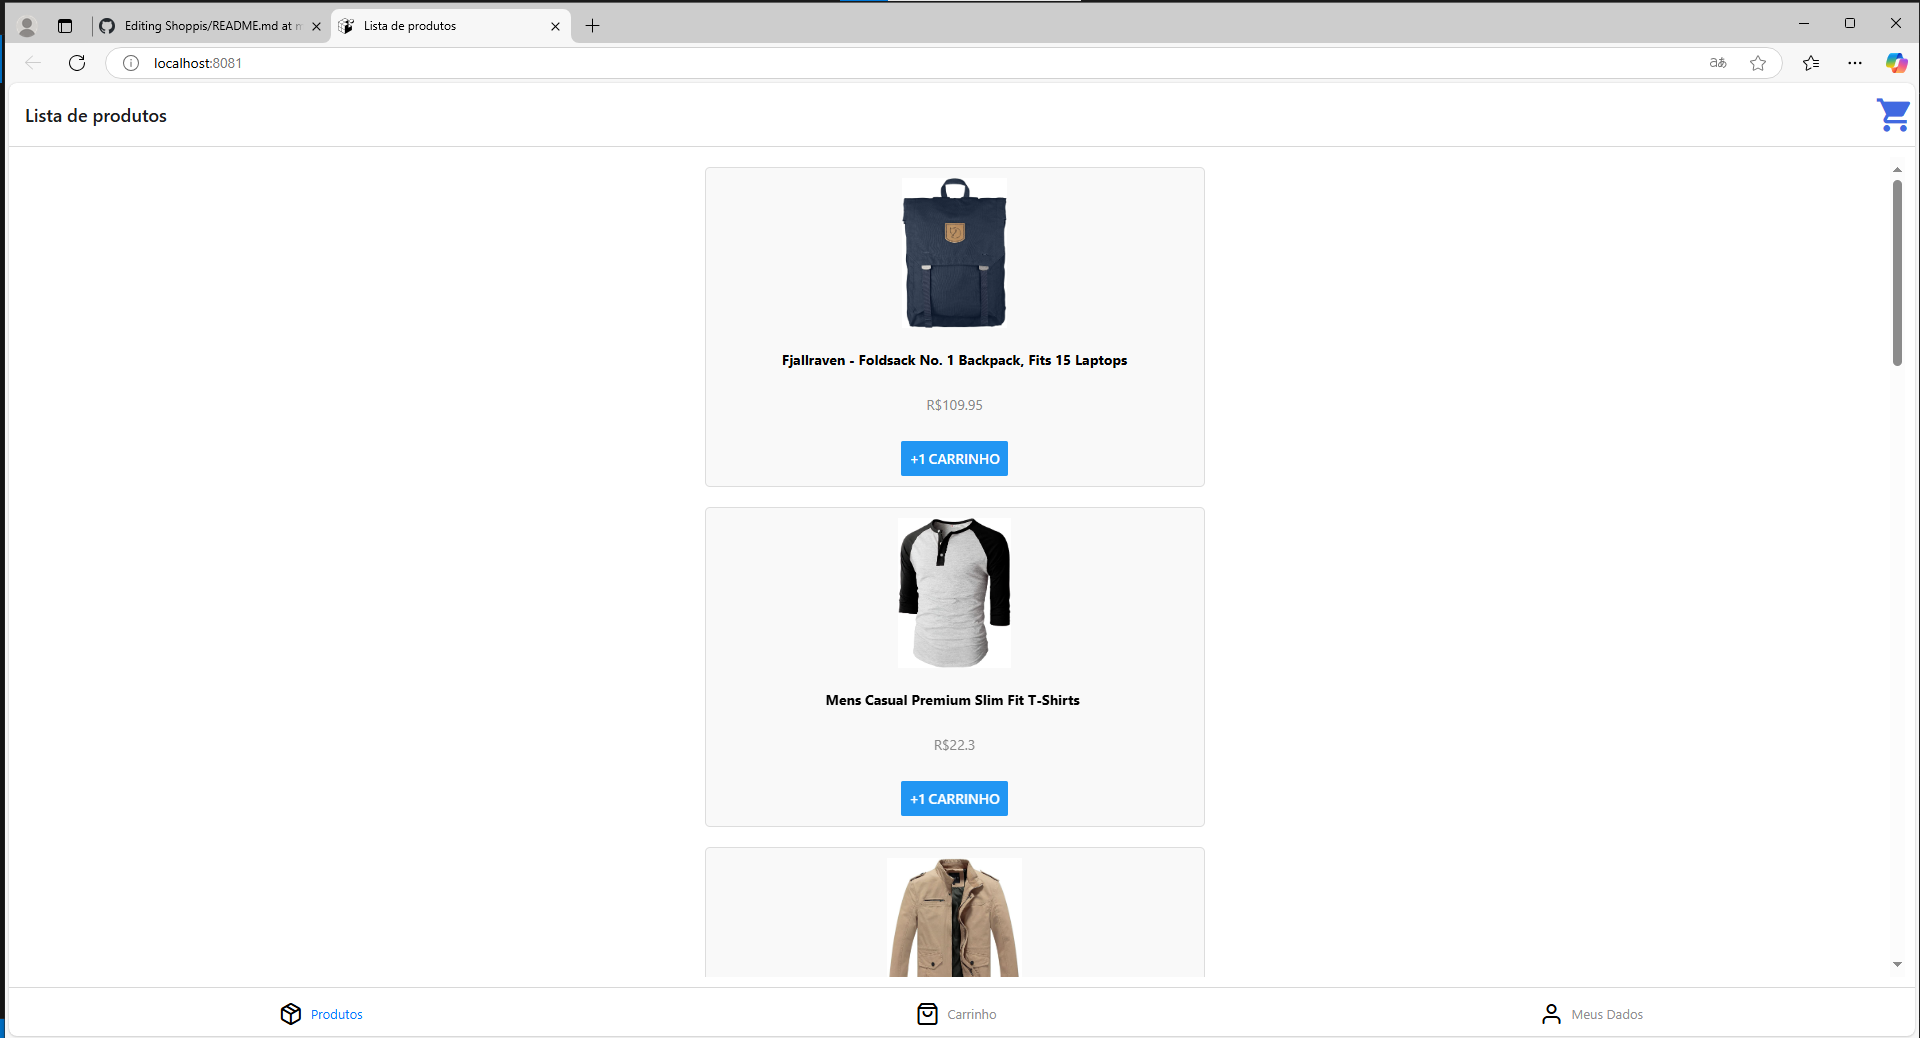 Editing Shoppis/README.md at m
Lista de produtos
localhost:8081
Lista de produtos
Fjallraven - Foldsack No. 1 Backpack, Fits 15 Laptops
R$109.95
+1 CARRINHO
Mens Casual Premium Slim Fit T-Shirts
R$22.3
+1 CARRINHO
Produtos
Carrinho
Meus Dados